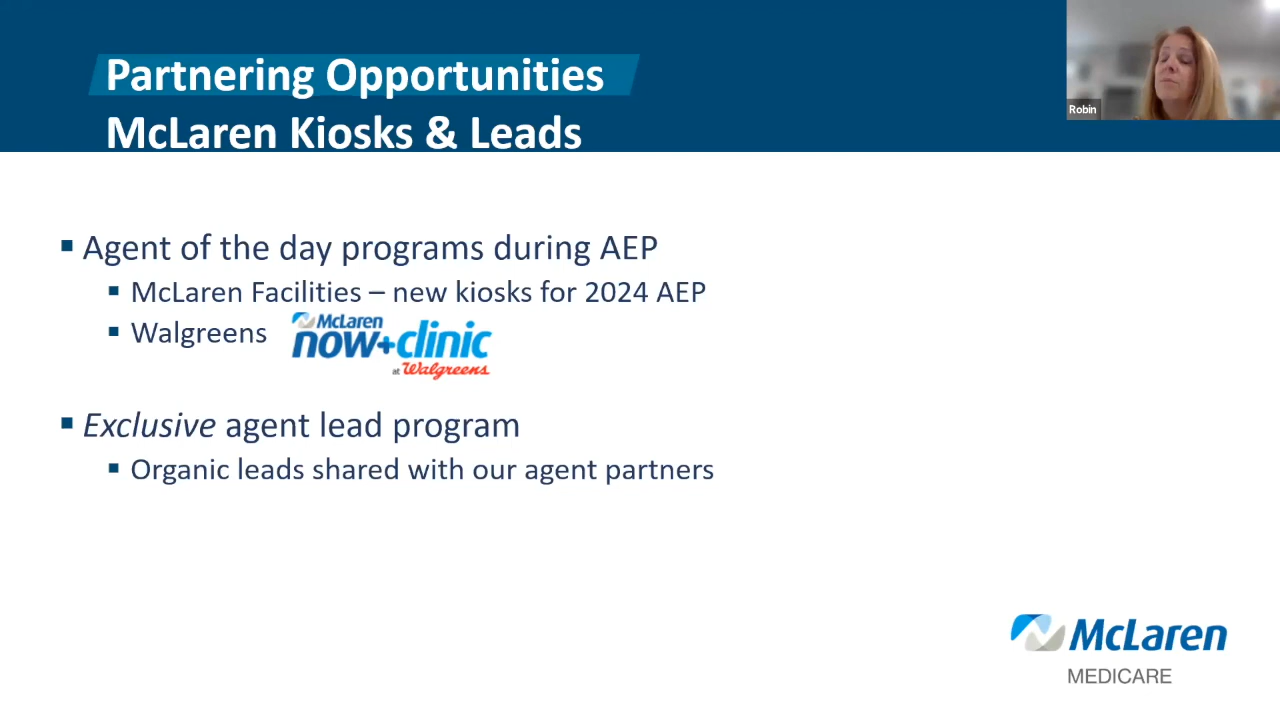 Partnering Opportunities
McLaren Kiosks & Leads
Robin
Agent of the day programs during AEP
McLaren Facilities – new kiosks for 2024 AEP
Walgreens
McLaren
now+clinic
at Walgreens
Exclusive agent lead program
Organic leads shared with our agent partners
McLaren
MEDICARE